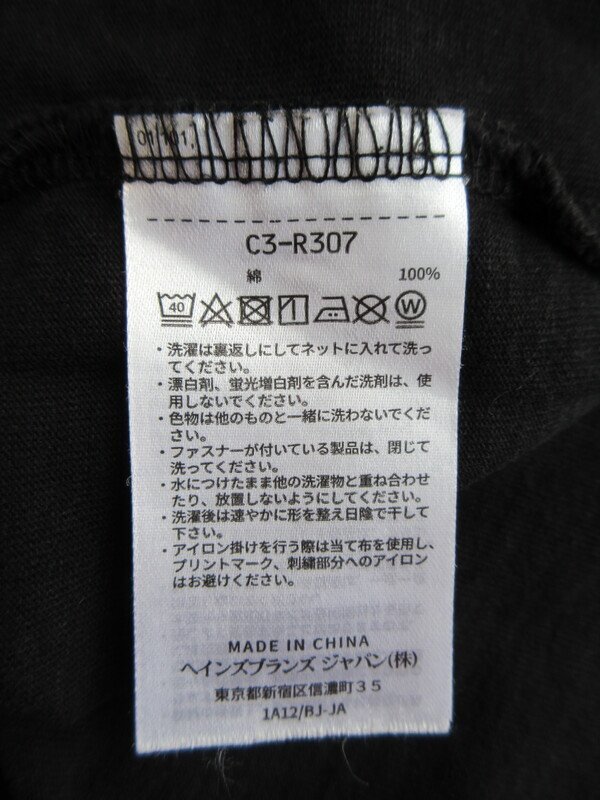 01/101,
C3-R307
綿 100%
40
W
・洗濯は裏返しにしてネットに入れて洗っ
てください。
・漂白剤、蛍光増白剤を含んだ洗剤は、使
用しないでください。
・色物は他のものと一緒に洗わないでくだ
さい。
・ファスナーが付いている製品は、閉じて
洗ってください。
・水につけたまま他の洗濯物と重ね合わせ
たり、放置しないようにしてください。
・洗濯後は速やかに形を整え日陰で干して
下さい。
・アイロン掛けを行う際は当て布を使用し、
プリントマーク、刺繍部分へのアイロン
はお避けください。
MADE IN CHINA
ヘインズブランズ ジャパン(株)
東京都新宿区信濃町35
1A12/BJ-JA